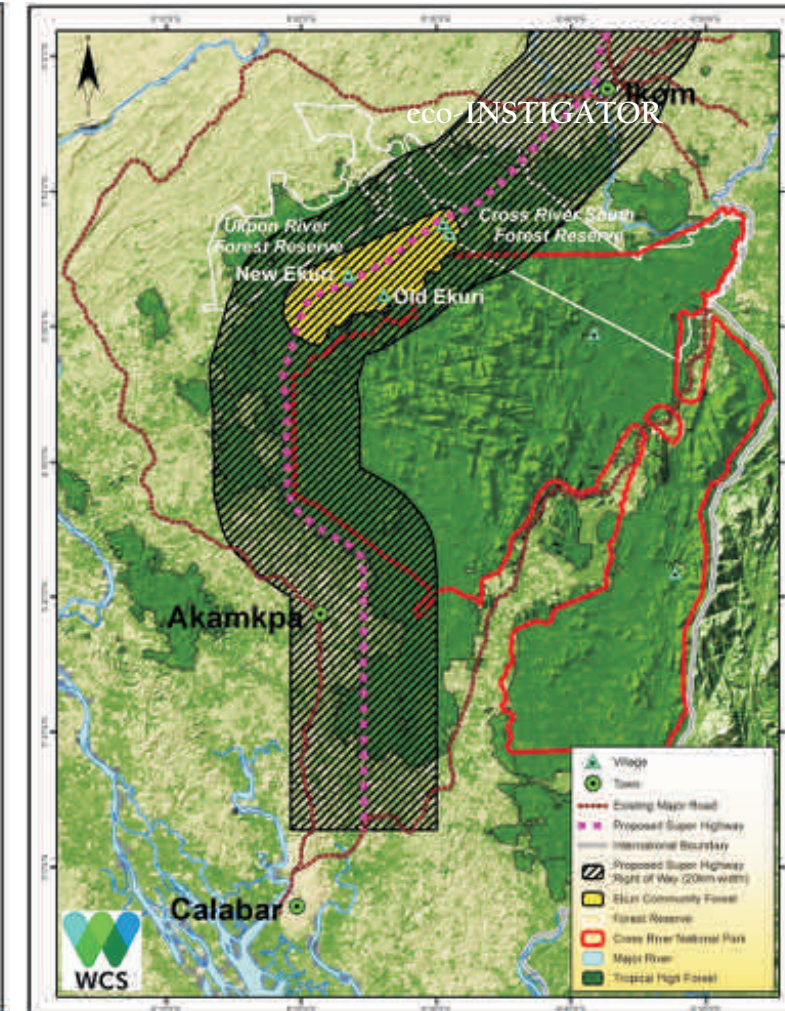 Ikom
eco-INSTIGATOR
Ukpon River
Forest Reserve
Cross River South
Forest Reserve
New Ekuri
Old Ekuri
Akamkpa
Calabar
WCS
Village
Town
Existing Major Road
Proposed Super Highway
International Boundary
Proposed Super Highway
Right of Way (20km width)
Ekuri Community Forest
Forest Reserve
Cross River National Park
Major River
Tropical High Forest